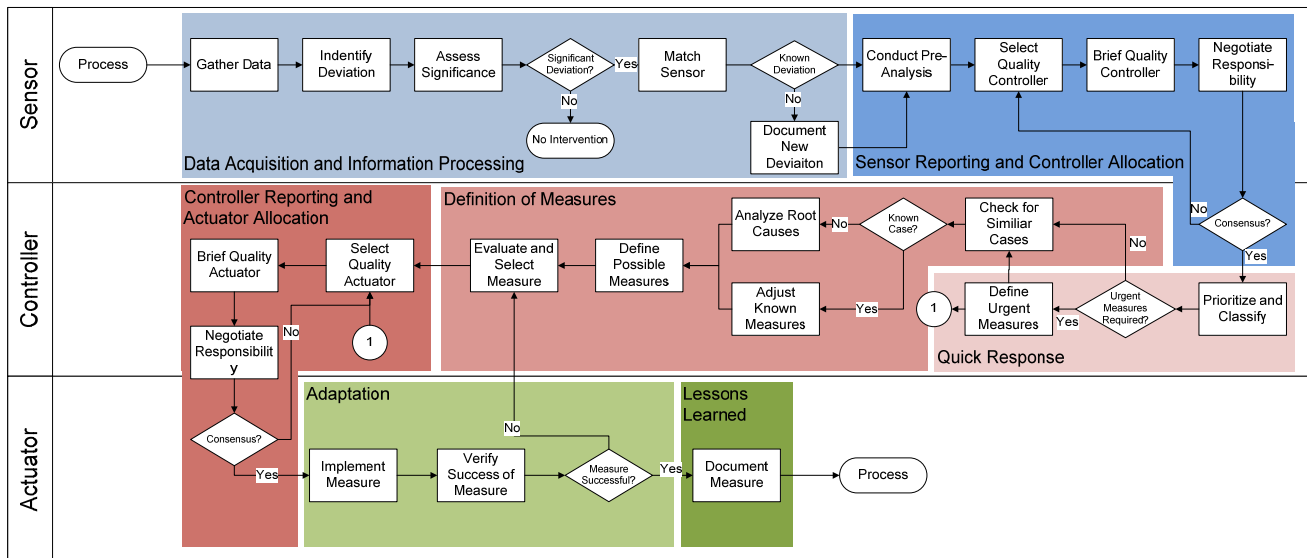 Sensor
Process
Gather Data
Indentify
Deviation
Assess
Significance
Significant
Deviation?
Yes
No
No Intervention
Match
Sensor
Known
Deviation
No
Document
New
Deviaiton
Data Acquisition and Information Processing
Conduct Pre-
Analysis
Select
Quality
Controller
Brief Quality
Controller
Negotiate
Responsi-
bility
Sensor Reporting and Controller Allocation
No
Consensus?
Yes
Controller
Controller Reporting and
Actuator Allocation
Brief Quality
Actuator
Select
Quality
Actuator
Negotiate
Responsibilit
y
No
1
Definition of Measures
Evaluate and
Select
Measure
Define
Possible
Measures
Analyze Root
Causes
No
Known
Case?
Yes
Adjust
Known
Measures
Check for
Similiar
Cases
No
1
Define
Urgent
Measures
Yes
Urgent
Measures
Required?
Prioritize and
Classify
Quick Response
Actuator
Consensus?
Yes
Adaptation
Implement
Measure
Verify
Success of
Measure
No
Measure
Successful?
Yes
Lessons
Learned
Document
Measure
Process